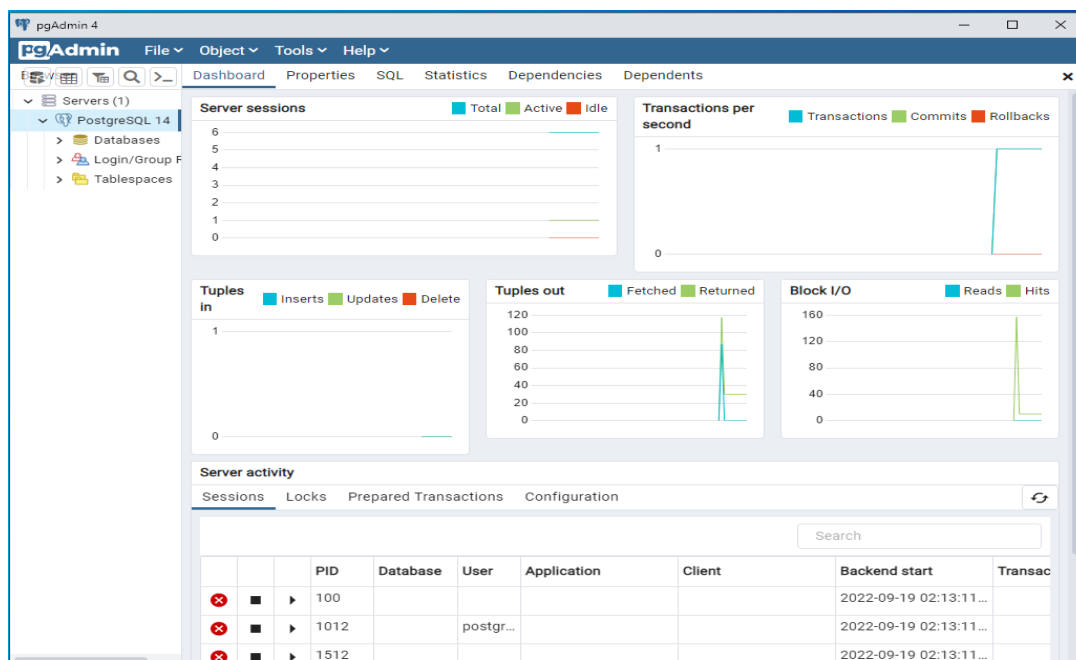 pgAdmin 4
pgAdmin File Object Tools Help
Dashboard Properties SQL Statistics Dependencies Dependents
Servers (1)
PostgreSQL 14
Databases
Login/Group R
Tablespaces
Server sessions
Total Active Idle
6
5
4
3
2
1
0
Transactions per second
Transactions Commits Rollbacks
1
0
Tuples in
Inserts Updates Delete
1
0
Tuples out
Fetched Returned
120
100
80
60
40
20
0
Block I/O
Reads Hits
160
120
80
40
0
Server activity
Sessions Locks Prepared Transactions Configuration
Search
PID Database User Application Client Backend start Transac
100 2022-09-19 02:13:11...
1012 postgr... 2022-09-19 02:13:11...
1512 2022-09-19 02:13:11...